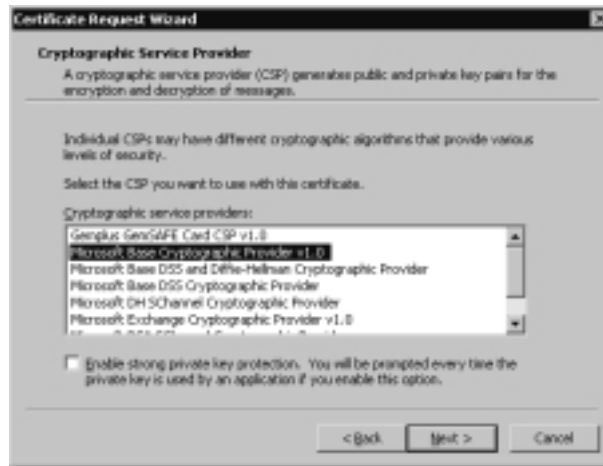 Certificate Request Wizard
Cryptographic Service Provider
A cryptographic service provider (CSP) generates public and private key pairs for the
encryption and decryption of messages.
Individual CSPs may have different cryptographic algorithms that provide various
levels of security.
Select the CSP you want to use with this certificate.
Cryptographic service providers:
Gemplus GemSAFE Card CSP v1.0
Microsoft Base Cryptographic Provider v1.0
Microsoft Base DSS and Diffie-Hellman Cryptographic Provider
Microsoft Base DSS Cryptographic Provider
Microsoft DH SChannel Cryptographic Provider
Microsoft Exchange Cryptographic Provider v1.0
Enable strong private key protection. You will be prompted every time the
private key is used by an application if you enable this option.
< Back
Next >
Cancel